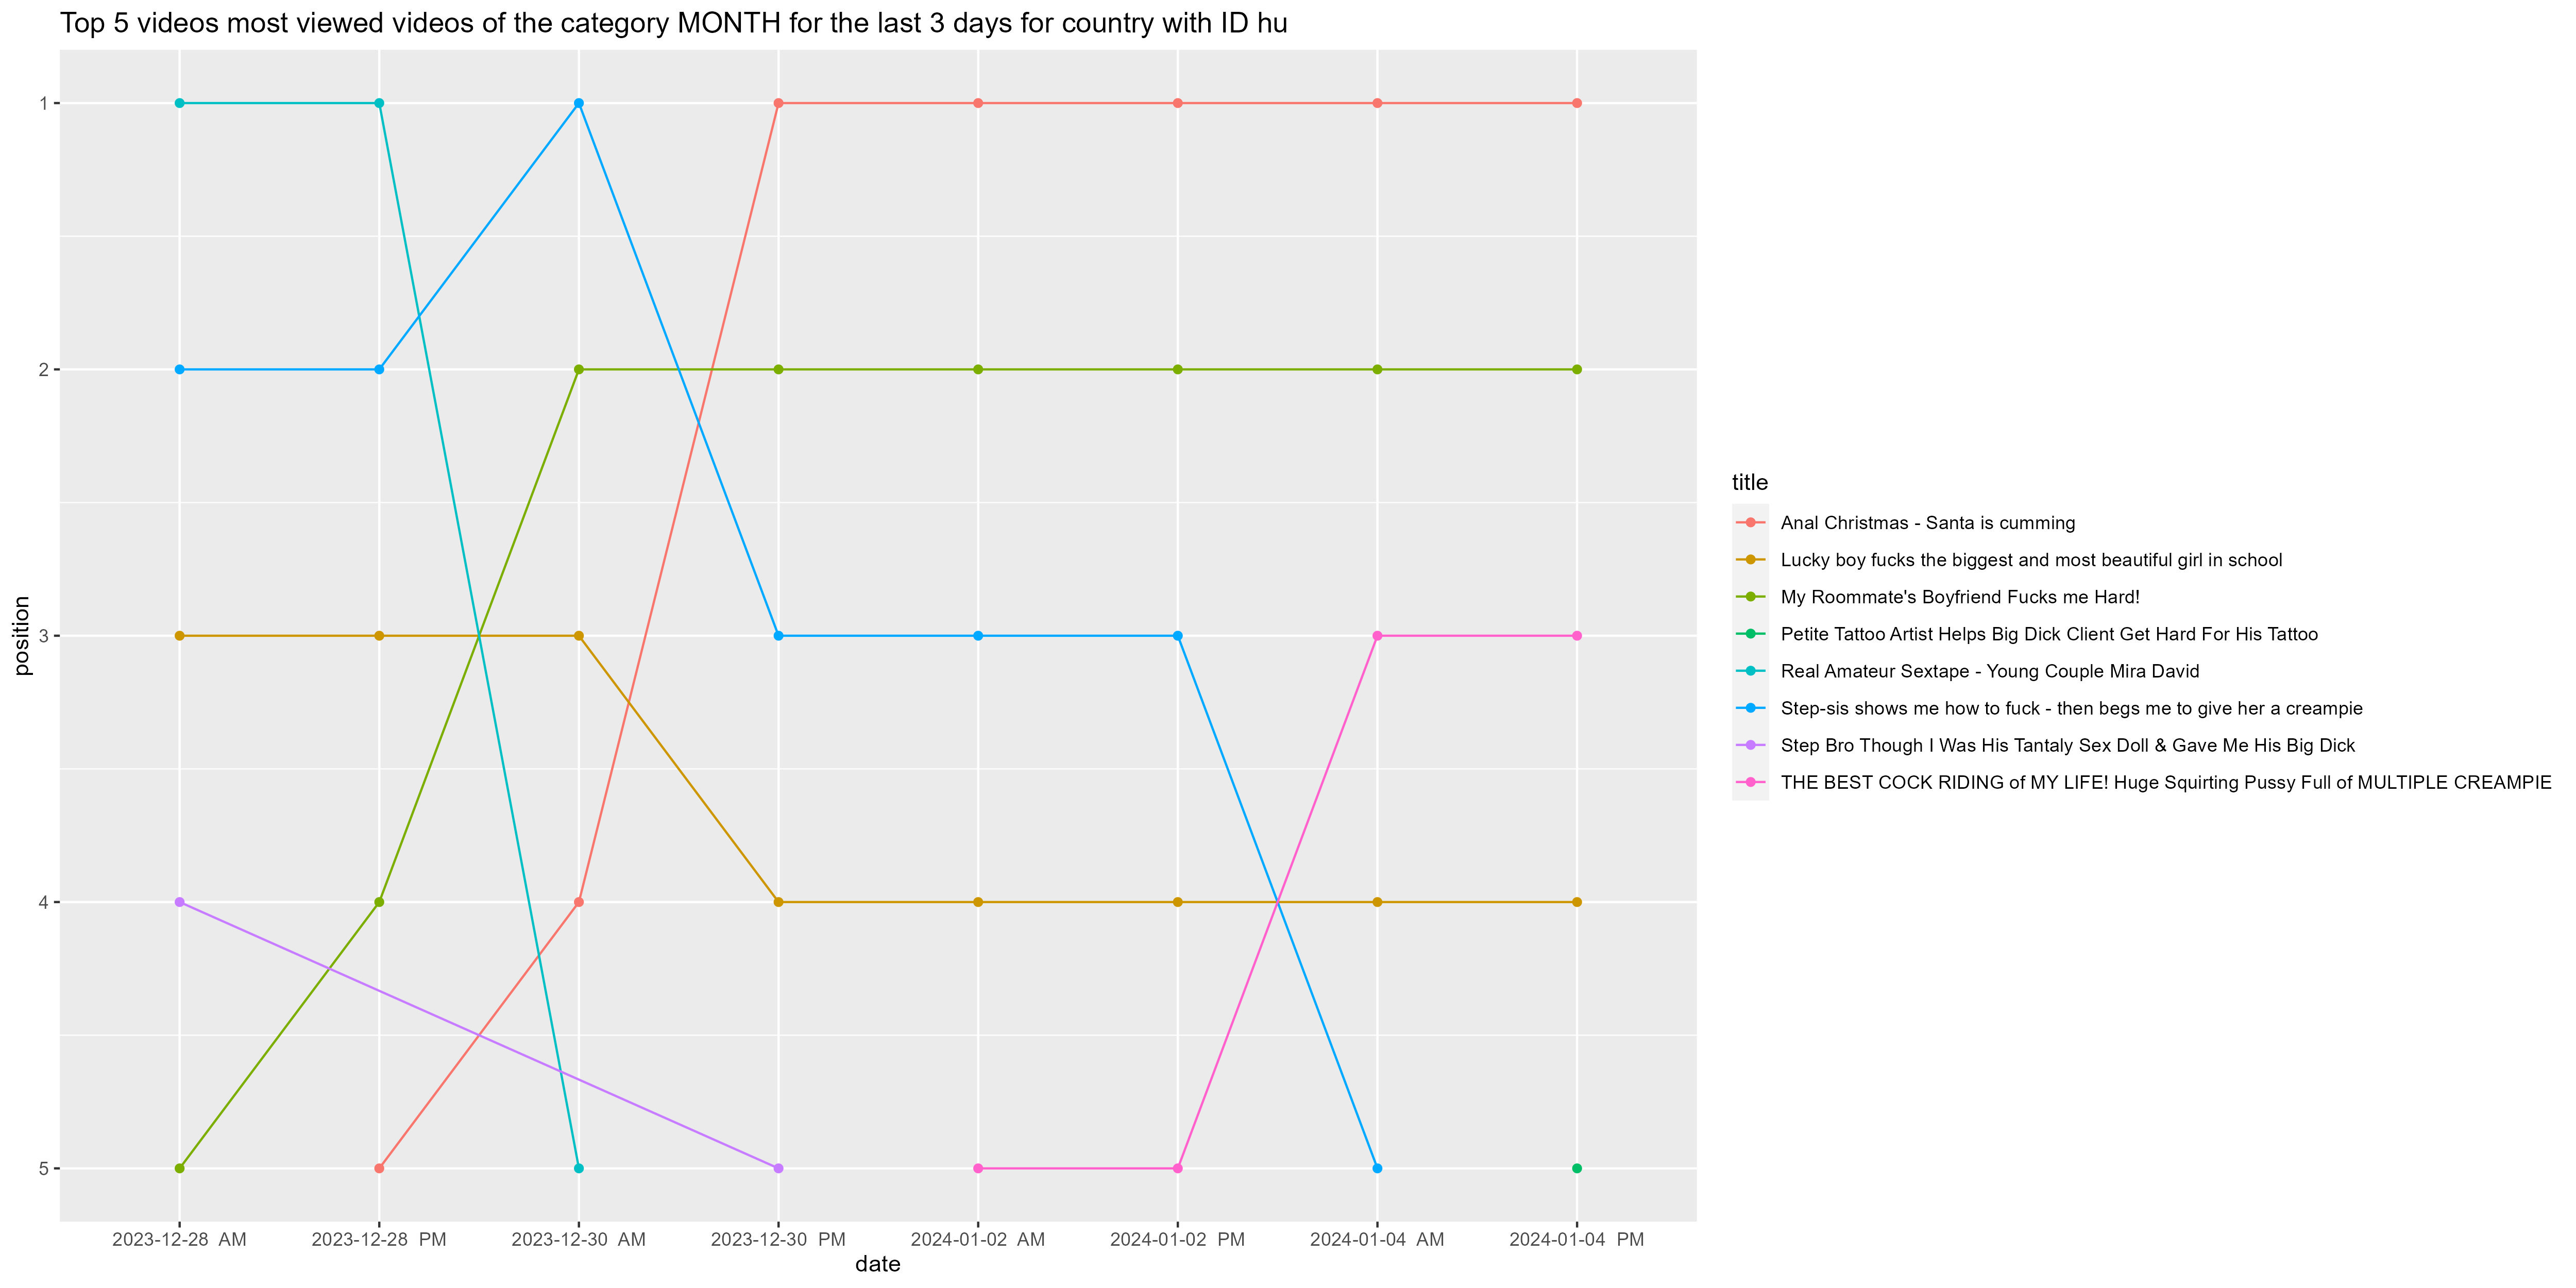 Top 5 videos most viewed videos of the category MONTH for the last 3 days for country with ID hu
position
1
2
3
4
5
2023-12-28 AM
2023-12-28 PM
2023-12-30 AM
2023-12-30 PM
2024-01-02 AM
2024-01-02 PM
2024-01-04 AM
2024-01-04 PM
date
title
Anal Christmas - Santa is cumming
Lucky boy fucks the biggest and most beautiful girl in school
My Roommate's Boyfriend Fucks me Hard!
Petite Tattoo Artist Helps Big Dick Client Get Hard For His Tattoo
Real Amateur Sextape - Young Couple Mira David
Step-sis shows me how to fuck - then begs me to give her a creampie
Step Bro Though I Was His Tantaly Sex Doll & Gave Me His Big Dick
THE BEST COCK RIDING of MY LIFE! Huge Squirting Pussy Full of MULTIPLE CREAMPIE